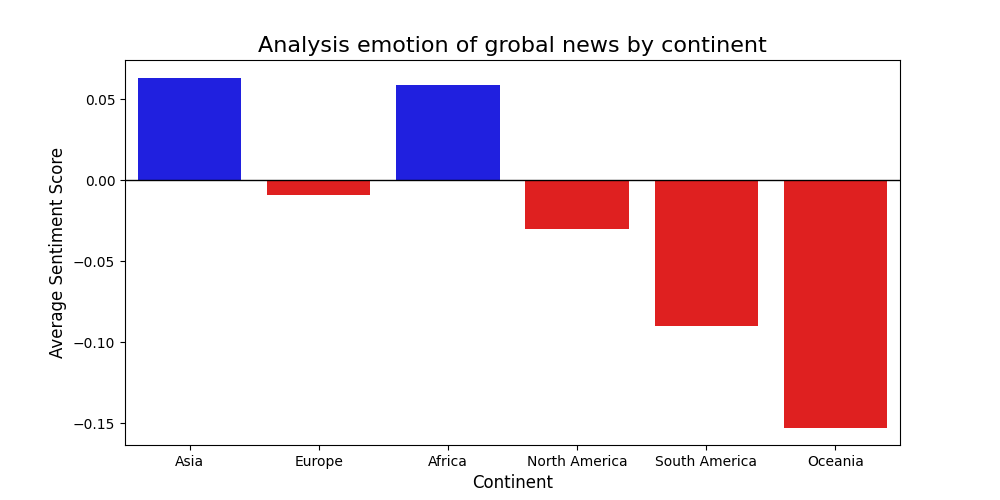 Analysis emotion of grobal news by continent
Average Sentiment Score
0.05
0.00
−0.05
−0.10
−0.15
Asia Europe Africa North America South America Oceania
Continent